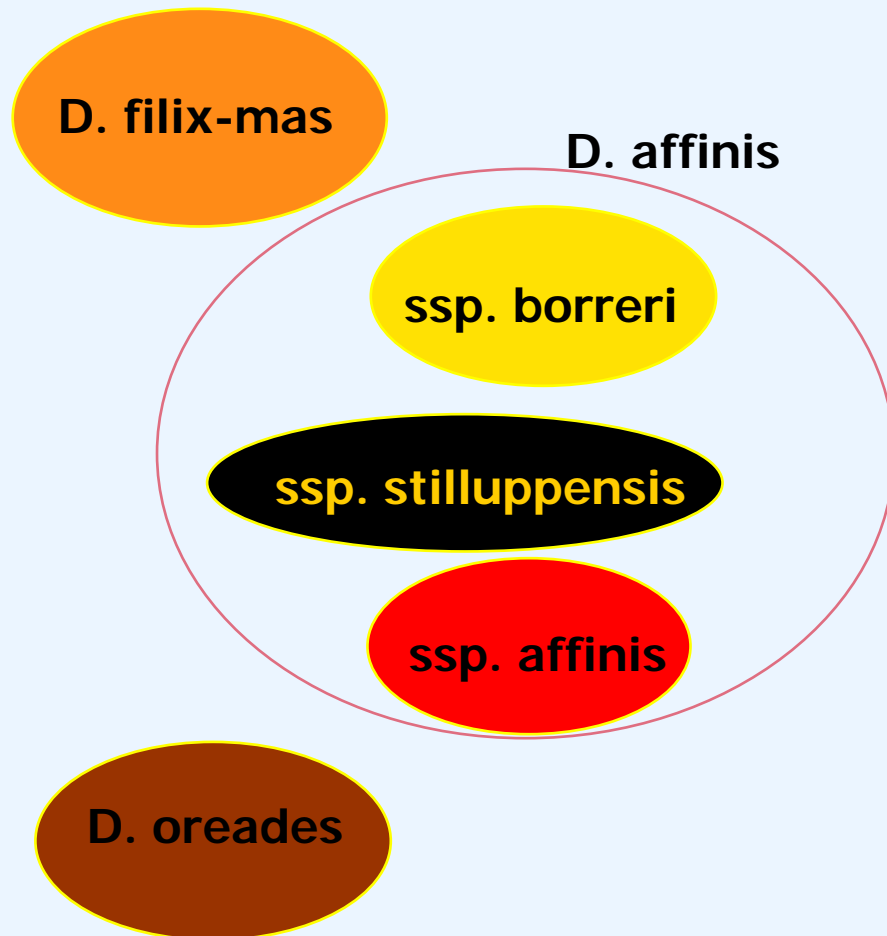 D. filix-mas
D. affinis
ssp. borreri
ssp. stilluppensis
ssp. affinis
D. oreades